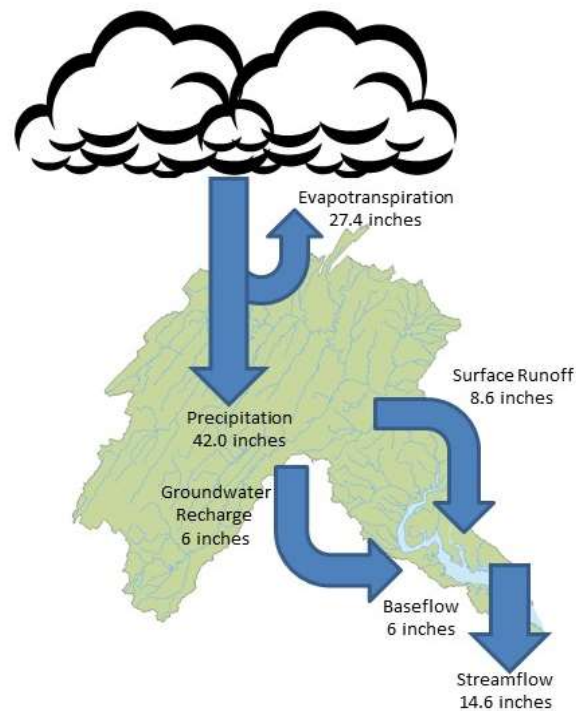 Evapotranspiration
27.4 inches
Surface Runoff
8.6 inches
Precipitation
42.0 inches
Groundwater
Recharge
6 inches
Baseflow
6 inches
Streamflow
14.6 inches